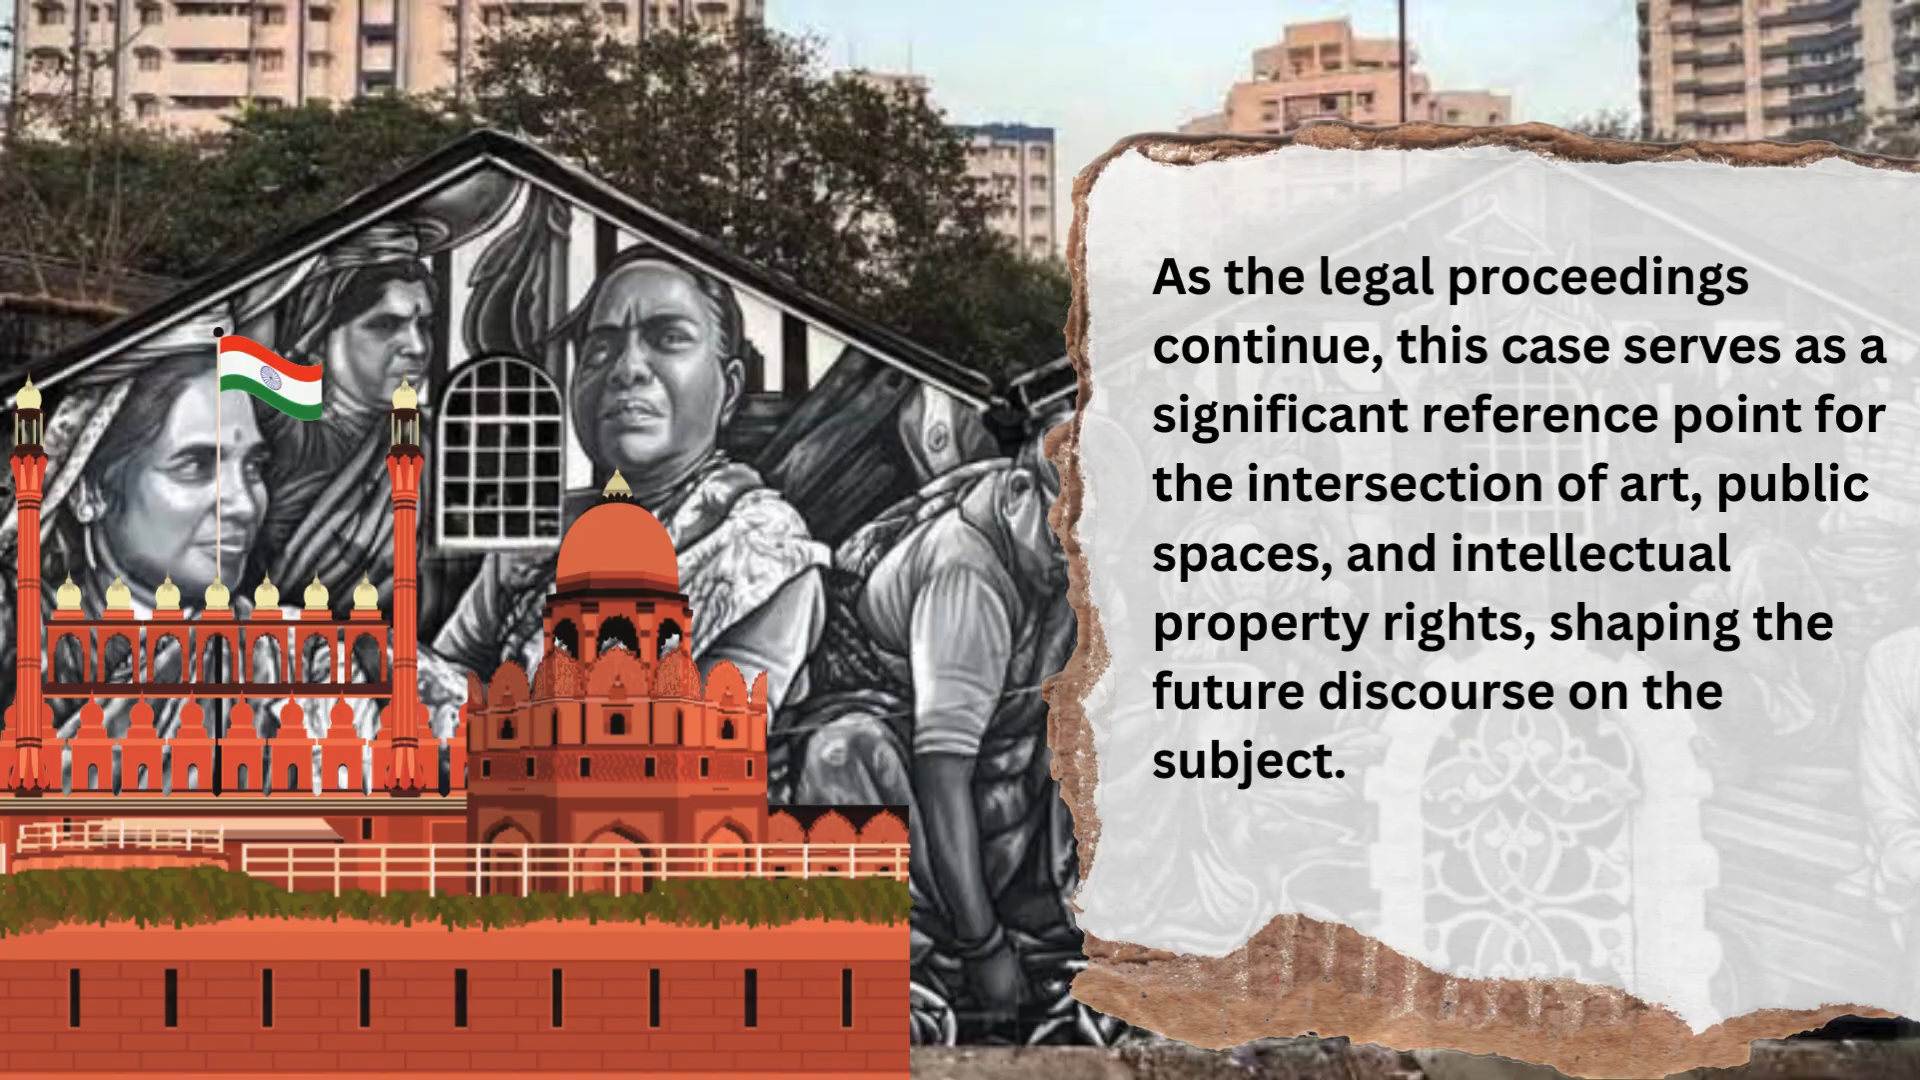 As the legal proceedings
continue, this case serves as a
significant reference point for
the intersection of art, public
spaces, and intellectual
property rights, shaping the
future discourse on the
subject.